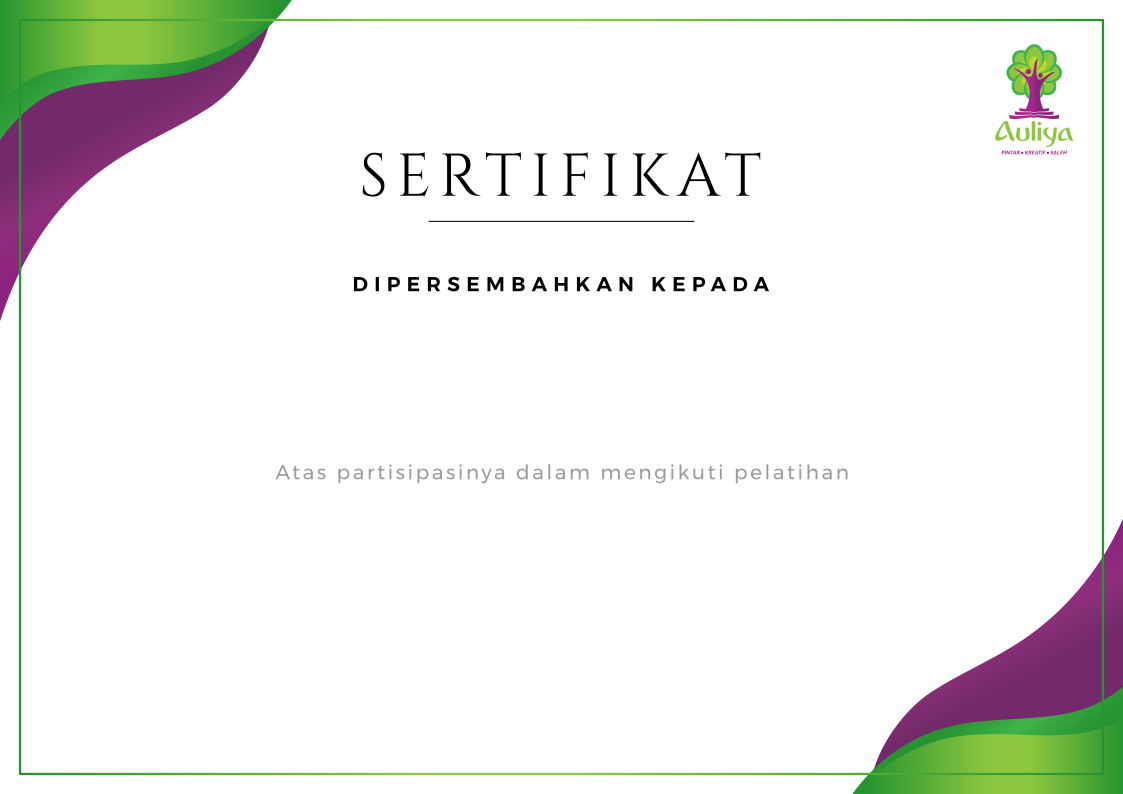 Auliya
PINTAR • KREATIF • SALEH
SERTIFIKAT
DIPERSEMBAHKAN KEPADA
Atas partisipasinya dalam mengikuti pelatihan